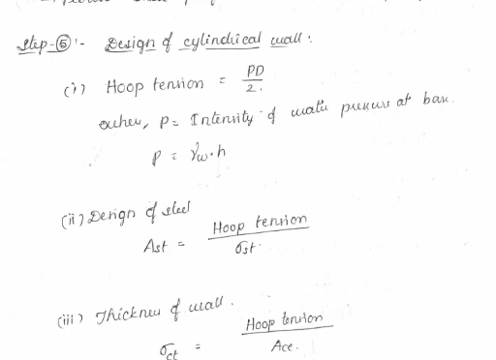 Step-⑤:- Design of cylindrical wall:
(i) Hoop tension = PD/2.
where, P= Intensity of water pressure at base.
P = γw.h
(ii) Design of steel
Ast = Hoop tension/σst.
(iii) Thickness of wall.
σct = Hoop tension/Ace.